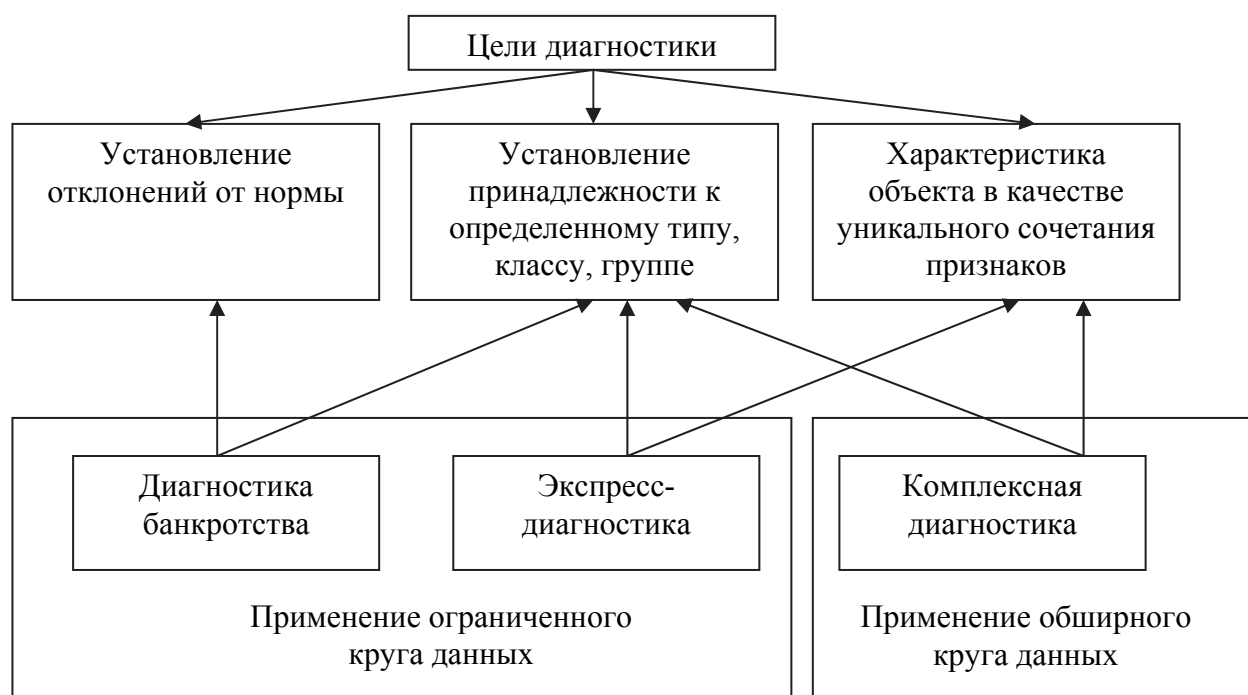 Цели диагностики
Установление
отклонений от нормы
Установление
принадлежности к
определенному типу,
классу, группе
Характеристика
объекта в качестве
уникального сочетания
признаков
Диагностика
банкротства
Экспресс-
диагностика
Комплексная
диагностика
Применение ограниченного
круга данных
Применение обширного
круга данных